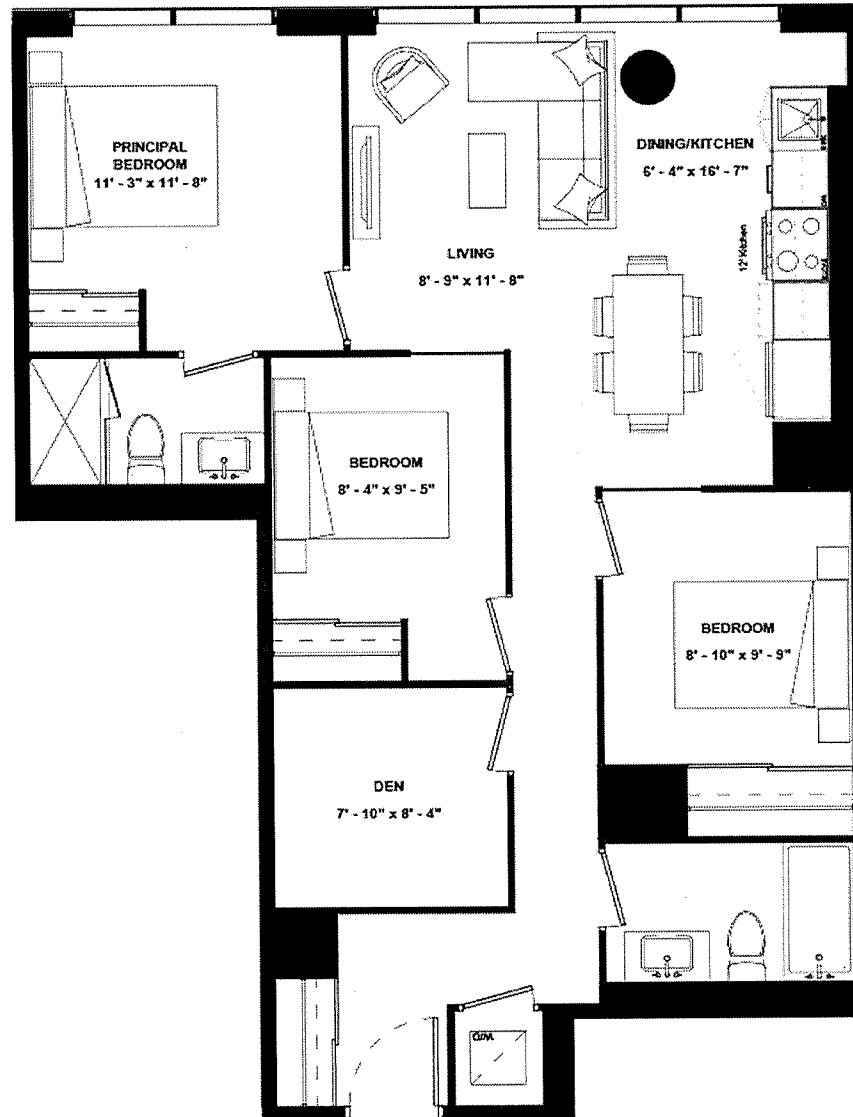 PRINCIPAL
BEDROOM
11' - 3" x 11' - 8"
DINING/KITCHEN
6' - 4" x 16' - 7"
LIVING
8' - 9" x 11' - 8"
12' Kitchen
BEDROOM
8' - 4" x 9' - 5"
BEDROOM
8' - 10" x 9' - 9"
DEN
7' - 10" x 8' - 4"
W/D